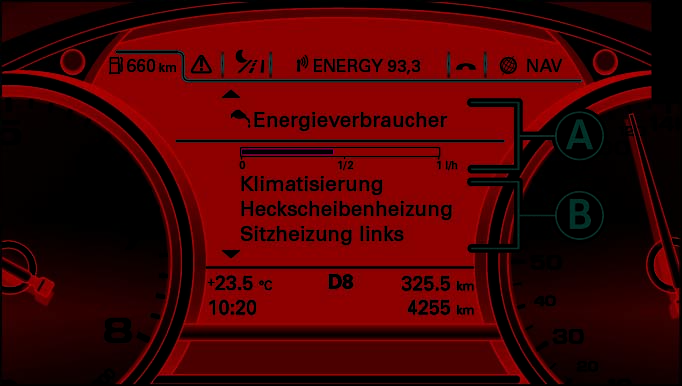 660 km ENERGY 93,3 NAV
Energieverbraucher
A
0 1/2 1 l/h
Klimatisierung
Heckscheibenheizung
Sitzheizung links
B
+23.5 °C D8 325.5 km
10:20 4255 km
8
50
40
30
20